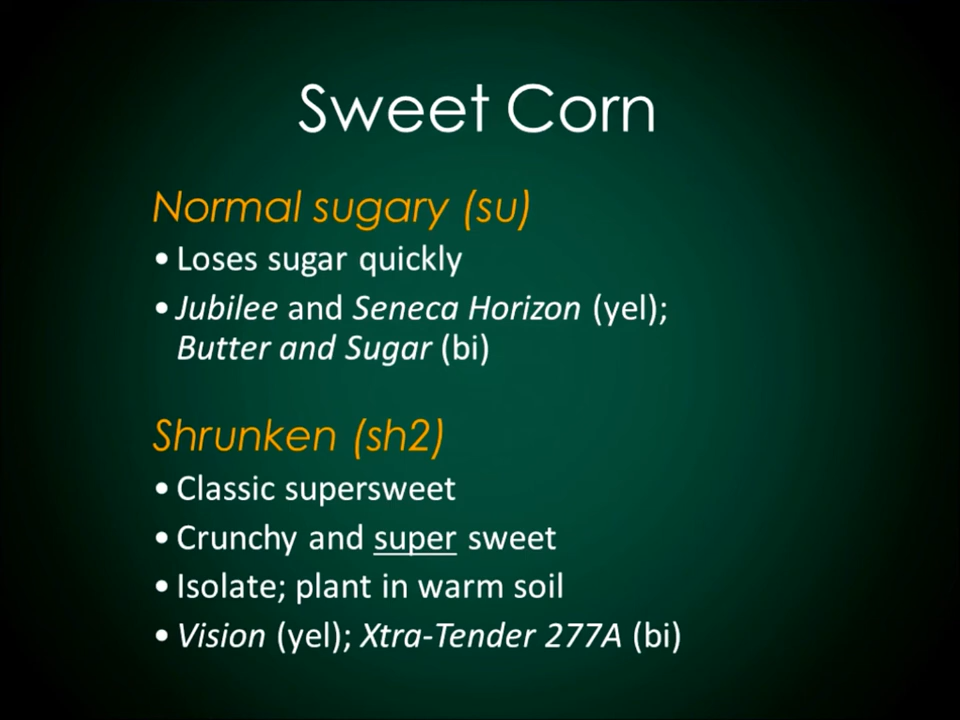 Sweet Corn
Normal sugary (su)
• Loses sugar quickly
• Jubilee and Seneca Horizon (yel);
Butter and Sugar (bi)
Shrunken (sh2)
• Classic supersweet
• Crunchy and super sweet
• Isolate; plant in warm soil
• Vision (yel); Xtra-Tender 277A (bi)